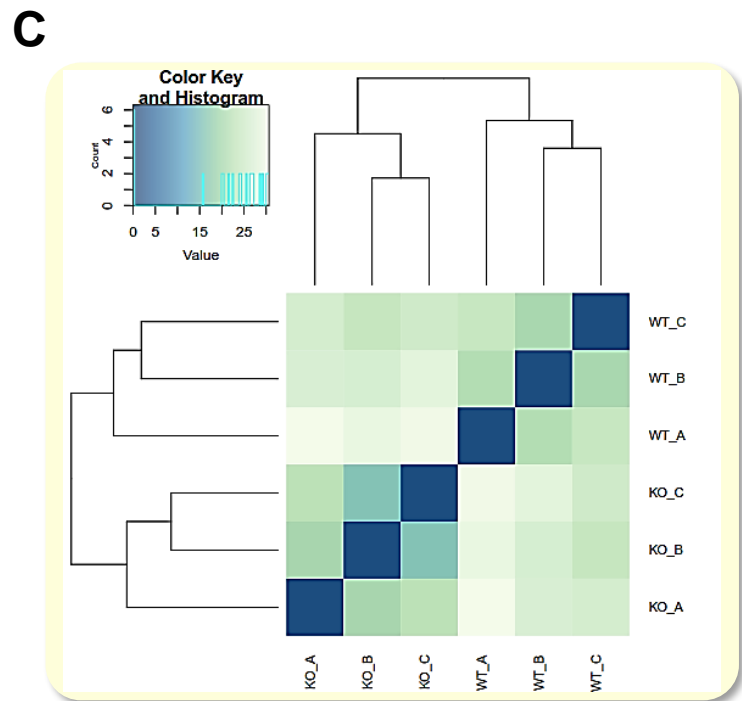 C
Color Key
and Histogram
Count
0 2 4 6
0 5 15 25
Value
WT_C
WT_B
WT_A
KO_C
KO_B
KO_A
KO_A KO_B KO_C WT_A WT_B WT_C